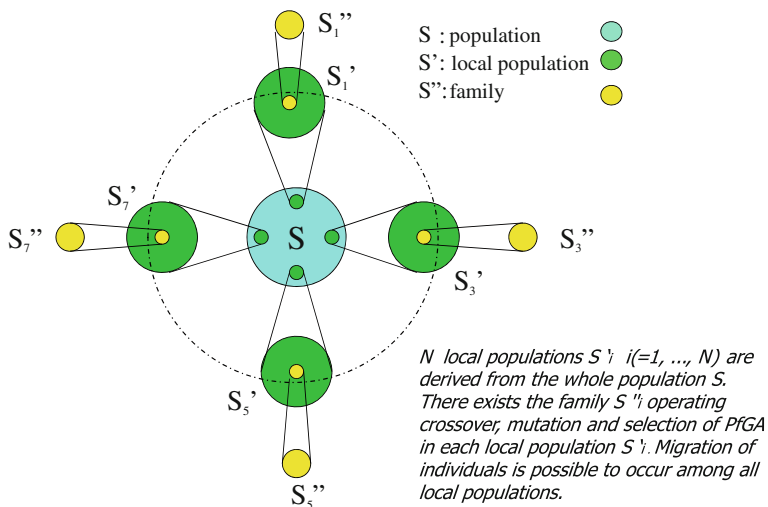 S₁”
S : population
S’: local population
S”: family
S₁’
S₇’
S₇”
S
S₃”
S₃’
S₅’
S₅”
N local populations S ‵i i(=1, ..., N) are
derived from the whole population S.
There exists the family S "i operating
crossover, mutation and selection of PfGA
in each local population S ‵i. Migration of
individuals is possible to occur among all
local populations.